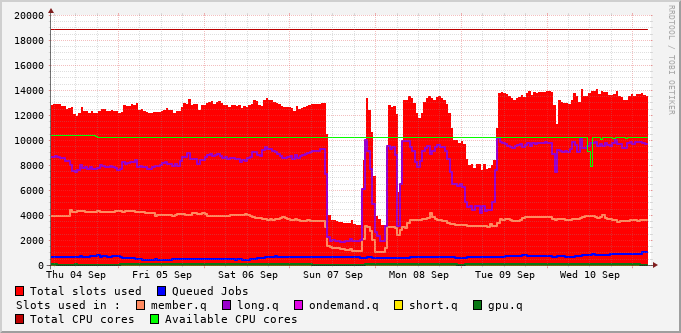 RRDTOOL / TOBI OETIKER
20000
18000
16000
14000
12000
10000
8000
6000
4000
2000
0
Thu 04 Sep Fri 05 Sep Sat 06 Sep Sun 07 Sep Mon 08 Sep Tue 09 Sep Wed 10 Sep
Total slots used Queued Jobs
Slots used in : member.q long.q ondemand.q short.q gpu.q
Total CPU cores Available CPU cores